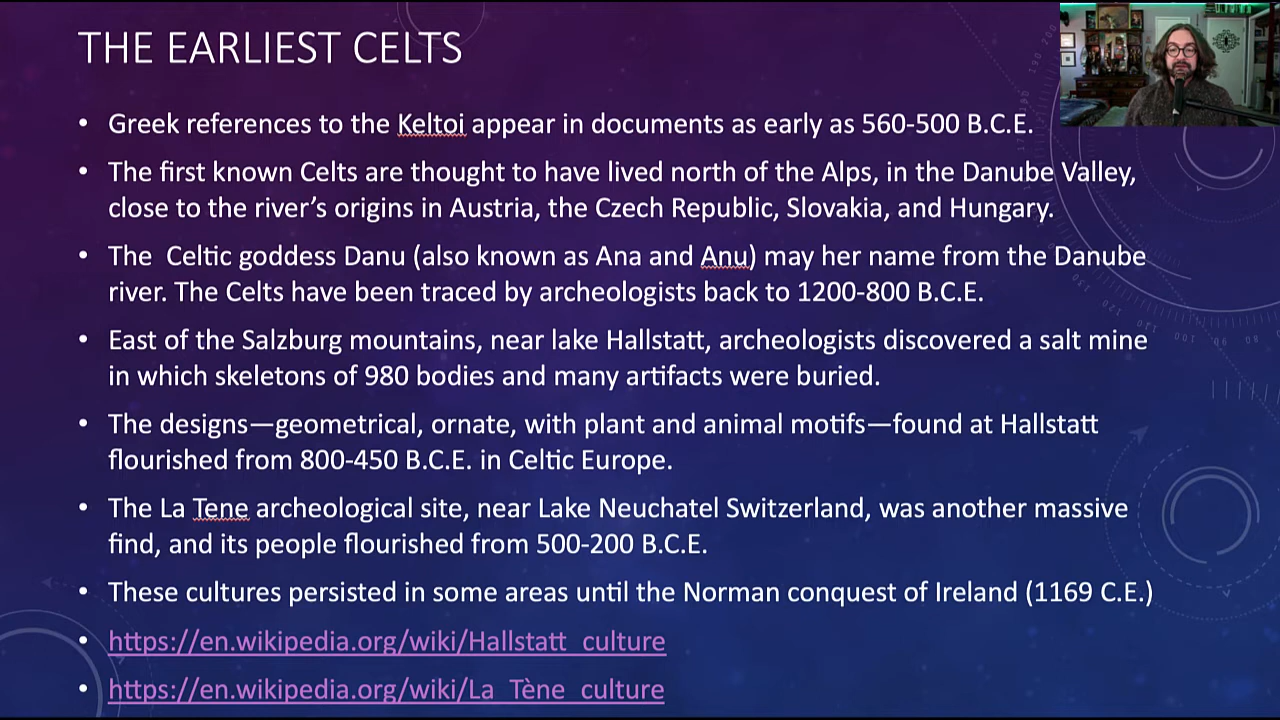 THE EARLIEST CELTS
• Greek references to the Keltoi appear in documents as early as 560-500 B.C.E.
• The first known Celts are thought to have lived north of the Alps, in the Danube Valley,
close to the river’s origins in Austria, the Czech Republic, Slovakia, and Hungary.
• The  Celtic goddess Danu (also known as Ana and Anu) may her name from the Danube
river. The Celts have been traced by archeologists back to 1200-800 B.C.E.
• East of the Salzburg mountains, near lake Hallstatt, archeologists discovered a salt mine
in which skeletons of 980 bodies and many artifacts were buried.
• The designs—geometrical, ornate, with plant and animal motifs—found at Hallstatt
flourished from 800-450 B.C.E. in Celtic Europe.
• The La Tene archeological site, near Lake Neuchatel Switzerland, was another massive
find, and its people flourished from 500-200 B.C.E.
• These cultures persisted in some areas until the Norman conquest of Ireland (1169 C.E.)
• https://en.wikipedia.org/wiki/Hallstatt_culture
• https://en.wikipedia.org/wiki/La_Tène_culture